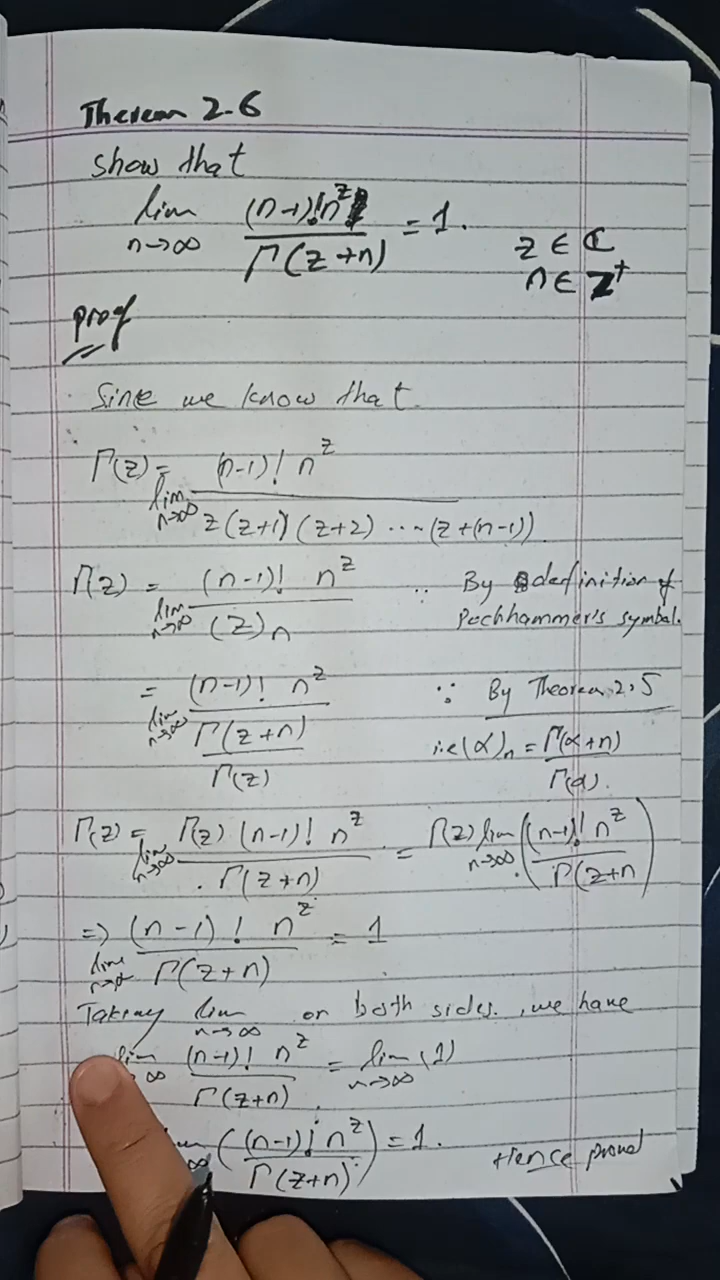 Theorem 2.6
show that
lim n→∞ (n-1)! n^z / Γ(z+n) = 1.
z ∈ ℂ
n ∈ Z⁺
proof
Since we know that
Γ(z) = lim n→∞ (n-1)! n^z / z(z+1)(z+2) ... (z+(n-1))
Γ(z) = lim n→∞ (n-1)! n^z / (z)_n ∵ By definition of
Pochhammer's symbol.
= lim n→∞ (n-1)! n^z / (Γ(z+n) / Γ(z)) ∵ By Theorem 2.5
i.e (α)_n = Γ(α+n) / Γ(α).
Γ(z) = lim n→∞ Γ(z) (n-1)! n^z / Γ(z+n) = Γ(z) lim n→∞ ((n-1)! n^z / Γ(z+n)
⇒ lim n→∞ (n-1)! n^z / Γ(z+n) = 1
Taking lim n→∞ on both sides, we have
lim ∞ (n-1)! n^z / Γ(z+n) = lim n→∞ (1)
∞ ((n-1)! n^z / Γ(z+n)) = 1.
Hence proved